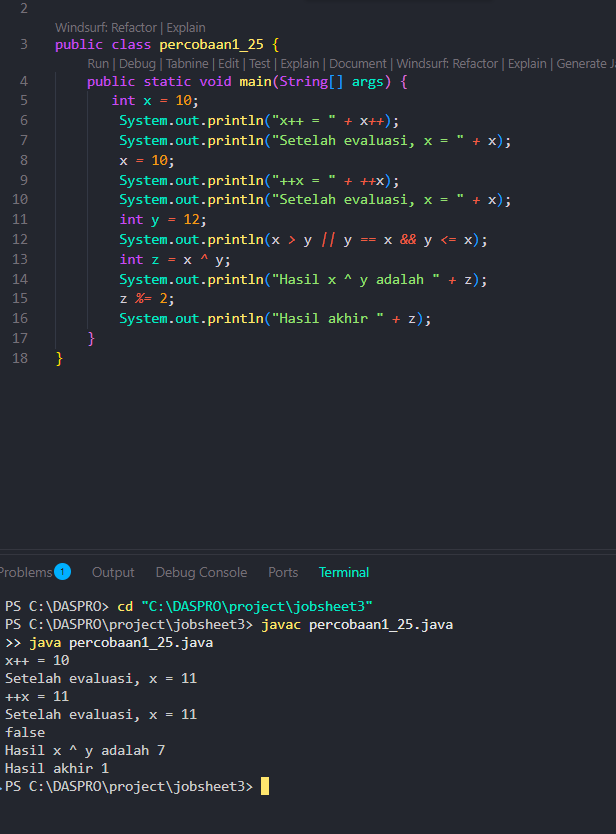 2
Windsurf: Refactor | Explain
3 public class percobaan1_25 {
Run | Debug | Tabnine | Edit | Test | Explain | Document | Windsurf: Refactor | Explain | Generate Ja
4 public static void main(String[] args) {
5 int x = 10;
6 System.out.println("x++ = " + x++);
7 System.out.println("Setelah evaluasi, x = " + x);
8 x = 10;
9 System.out.println("++x = " + ++x);
10 System.out.println("Setelah evaluasi, x = " + x);
11 int y = 12;
12 System.out.println(x > y || y == x && y <= x);
13 int z = x ^ y;
14 System.out.println("Hasil x ^ y adalah " + z);
15 z %= 2;
16 System.out.println("Hasil akhir " + z);
17 }
18 }
Problems 1 Output Debug Console Ports Terminal
PS C:\DASPRO> cd "C:\DASPRO\project\jobsheet3"
PS C:\DASPRO\project\jobsheet3> javac percobaan1_25.java
>> java percobaan1_25.java
x++ = 10
Setelah evaluasi, x = 11
++x = 11
Setelah evaluasi, x = 11
false
Hasil x ^ y adalah 7
Hasil akhir 1
PS C:\DASPRO\project\jobsheet3>